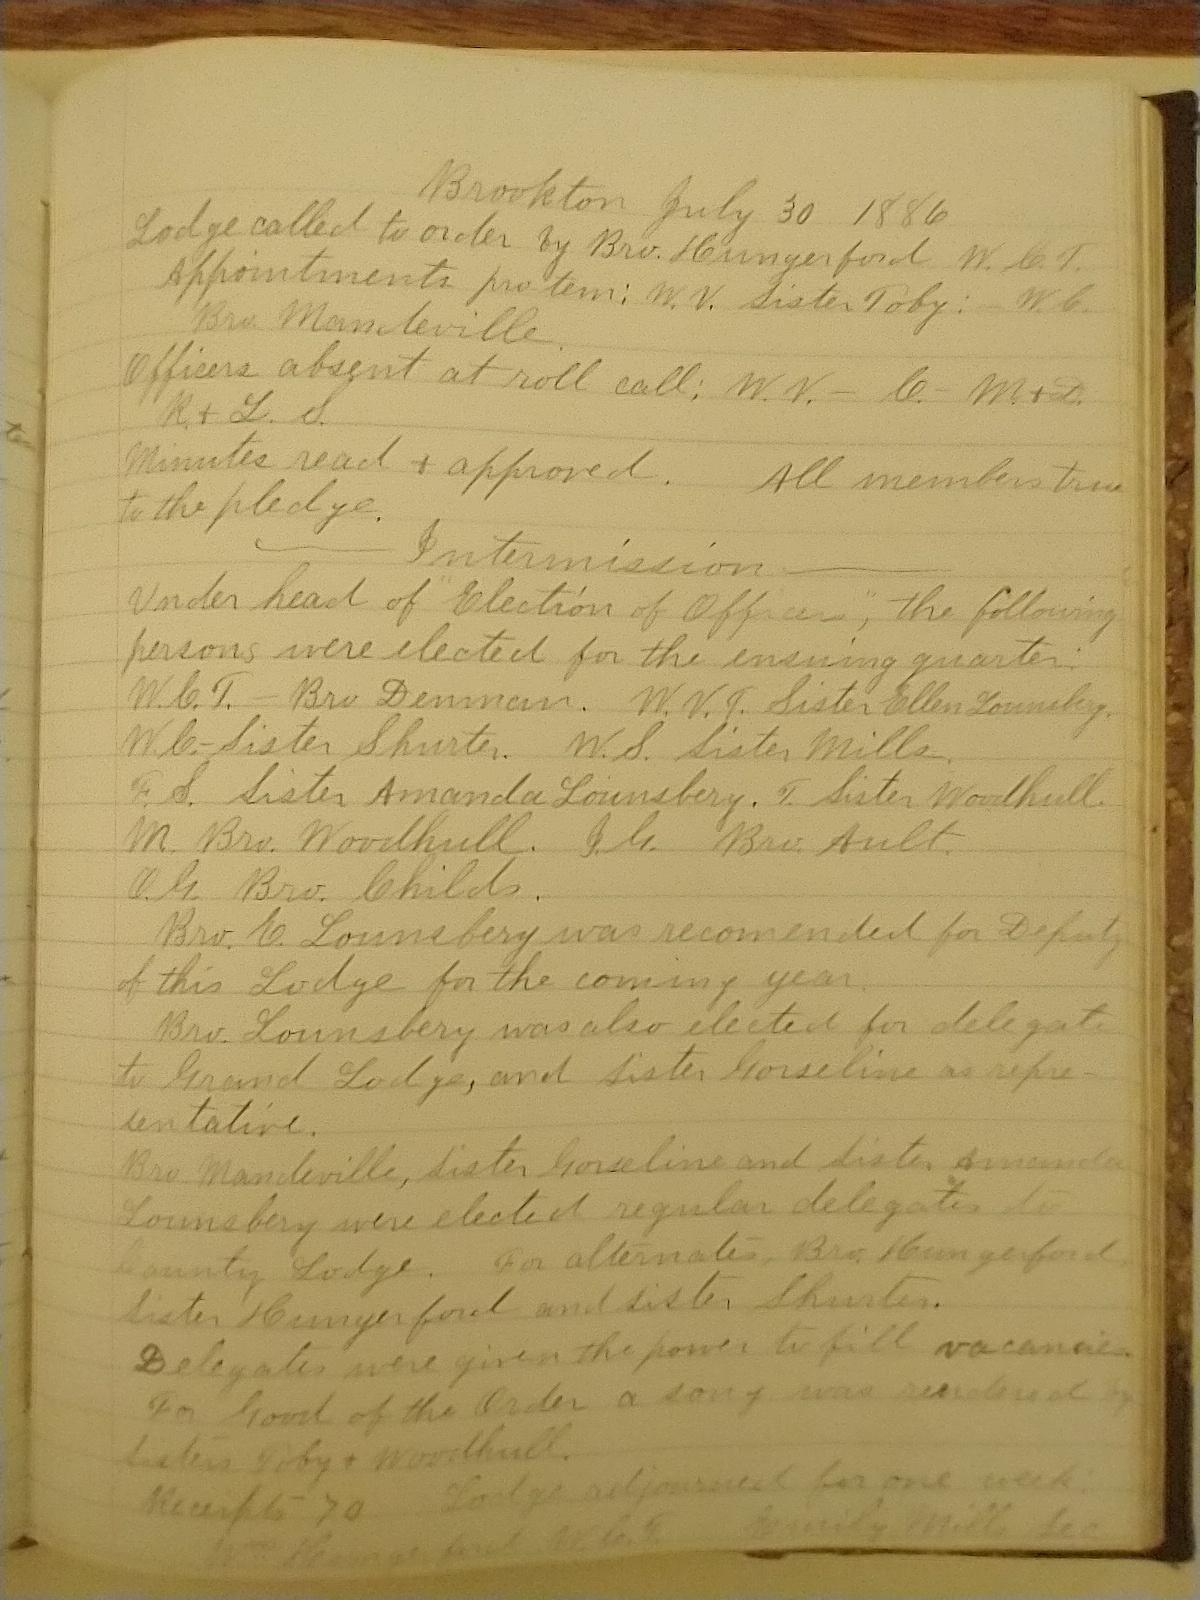 Brookton July 30 1886
Lodge called to order by Bro. Hungerford W. C. T.
Appointments protem: W. V. Sister Toby: – W. C.
Bro. Mandeville.
Officers absent at roll call; W. V. – C. – M. + D.
R. + L. S.
Minutes read + approved. All members true
to the pledge.
Intermission
Under head of "Election of Officers", the following
persons were elected for the ensuing quarter:
W. C. T. – Bro Denman. W. V. T. Sister Ellen Lounsbery.
W. C. – Sister Shurter. W. S. Sister Mills.
F. S. Sister Amanda Lounsbery. T. Sister Woodhull.
M. Bro. Woodhull. I. G. Bro. Ault.
O. G. Bro. Childs.
Bro. E. Lounsbery was recomended for Deputy
of this Lodge for the coming year.
Bro. Lounsbery was also elected for delegate
to Grand Lodge, and Sister Gorseline as repre-
sentative.
Bro Mandeville, Sister Gorseline and Sister Amanda
Lounsbery were elected regular delegates to
County Lodge. For alternates, Bro. Hungerford,
Sister Hungerford and Sister Shurter.
Delegates were given the power to fill vacancies.
For Good of the Order a song was rendered by
Sisters Toby + Woodhull.
Receipts 70 Lodge adjourned for one week.
Wm Hungerford W. C. T. Emily Mills Sec